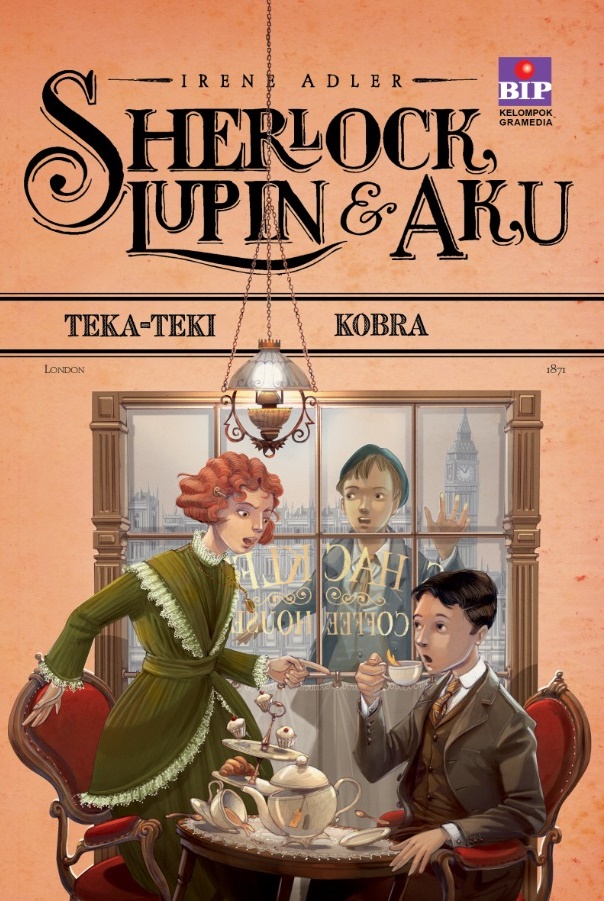 IRENE ADLER
SHERLOCK,
LUPIN & AKU
BIP
KELOMPOK
GRAMEDIA
TEKA-TEKI KOBRA
LONDON
1871
COFFEE HOUSE